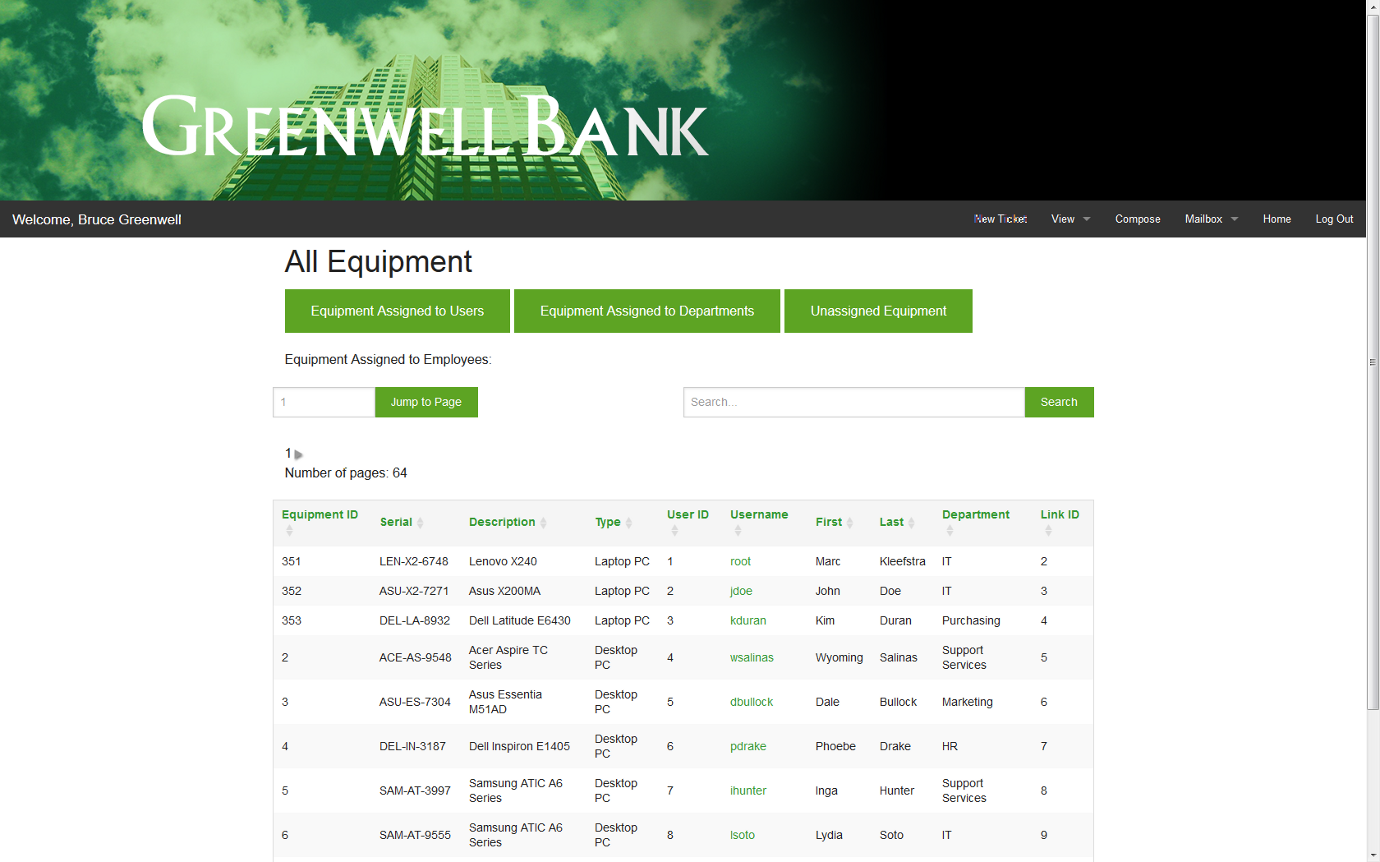 GREENWELL BANK
Welcome, Bruce Greenwell
New Ticket View Compose Mailbox Home Log Out
All Equipment
Equipment Assigned to Users Equipment Assigned to Departments Unassigned Equipment
Equipment Assigned to Employees:
1 Jump to Page Search... Search
1
Number of pages: 64
Equipment ID Serial Description Type User ID Username First Last Department Link ID
351 LEN-X2-6748 Lenovo X240 Laptop PC 1 root Marc Kleefstra IT 2
352 ASU-X2-7271 Asus X200MA Laptop PC 2 jdoe John Doe IT 3
353 DEL-LA-8932 Dell Latitude E6430 Laptop PC 3 kduran Kim Duran Purchasing 4
2 ACE-AS-9548 Acer Aspire TC Series Desktop PC 4 wsalinas Wyoming Salinas Support Services 5
3 ASU-ES-7304 Asus Essentia M51AD Desktop PC 5 dbullock Dale Bullock Marketing 6
4 DEL-IN-3187 Dell Inspiron E1405 Desktop PC 6 pdrake Phoebe Drake HR 7
5 SAM-AT-3997 Samsung ATIC A6 Series Desktop PC 7 ihunter Inga Hunter Support Services 8
6 SAM-AT-9555 Samsung ATIC A6 Series Desktop PC 8 lsoto Lydia Soto IT 9